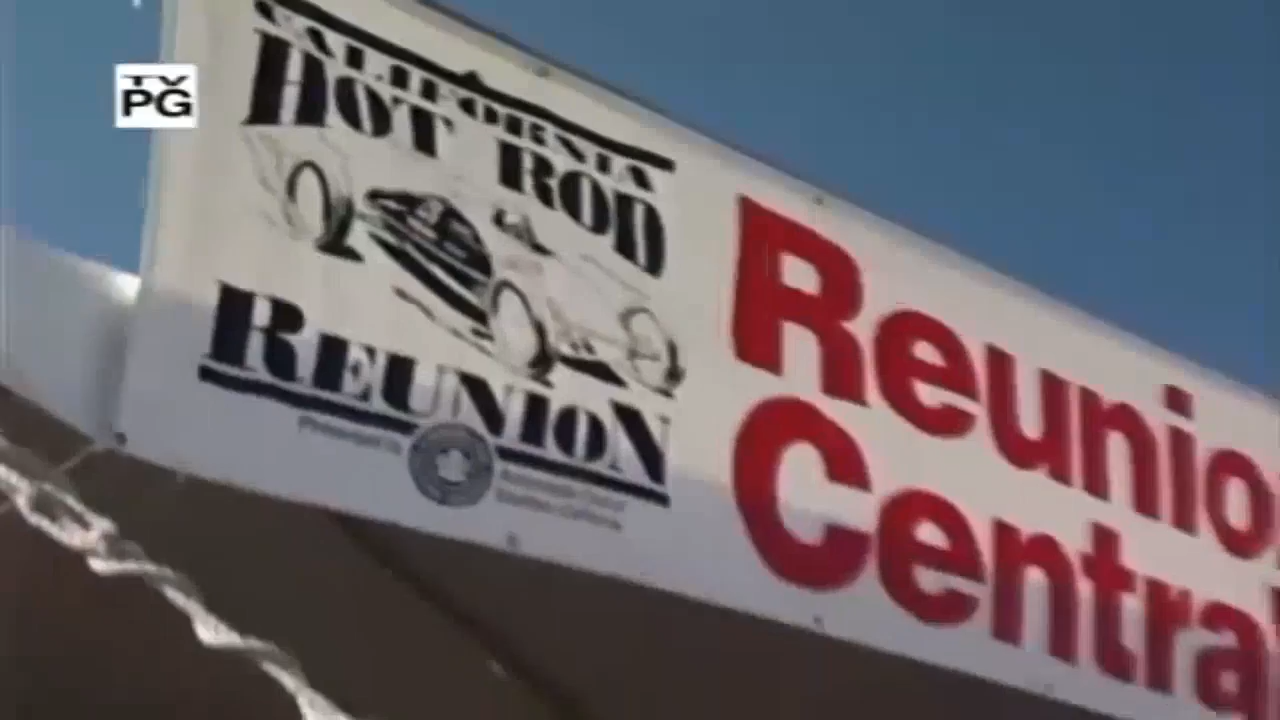 TV
PG
CALIFORNIA
HOT ROD
REUNION
Reunio
Centra